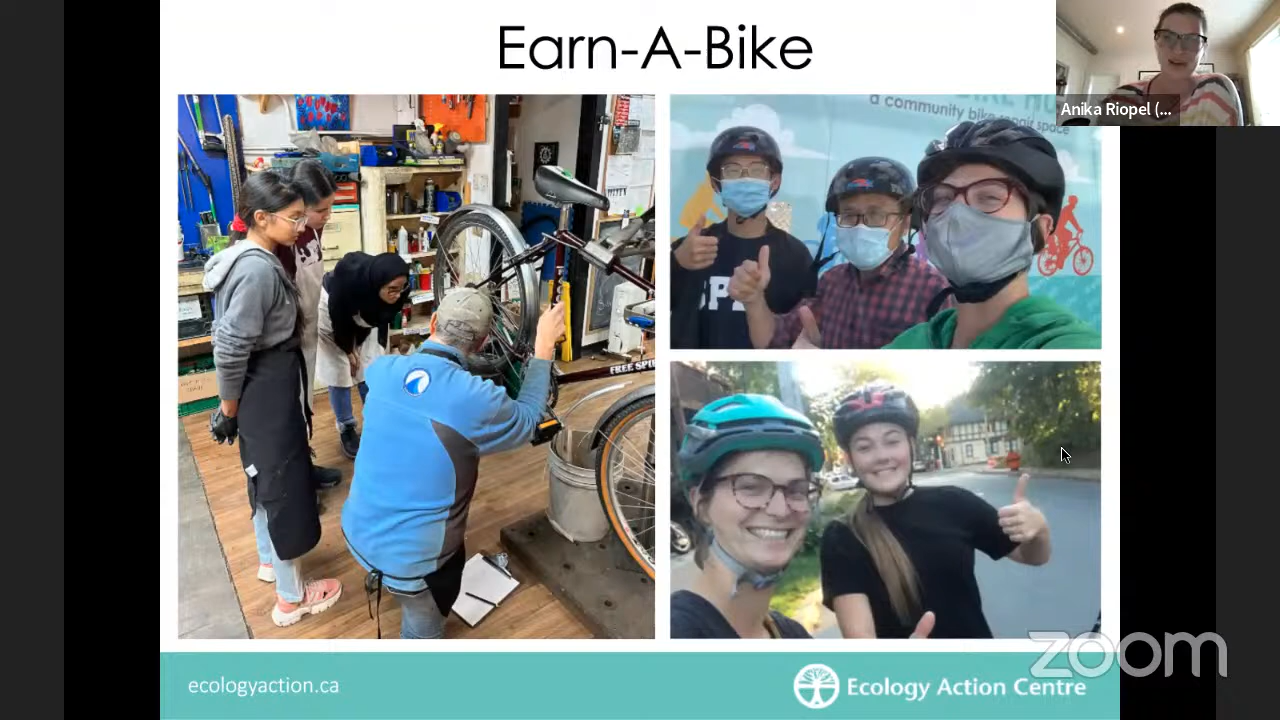 Earn-A-Bike
Anika Riopel (...
a community bike repair space
FREE SPI
ecologyaction.ca
Ecology Action Centre
zoom